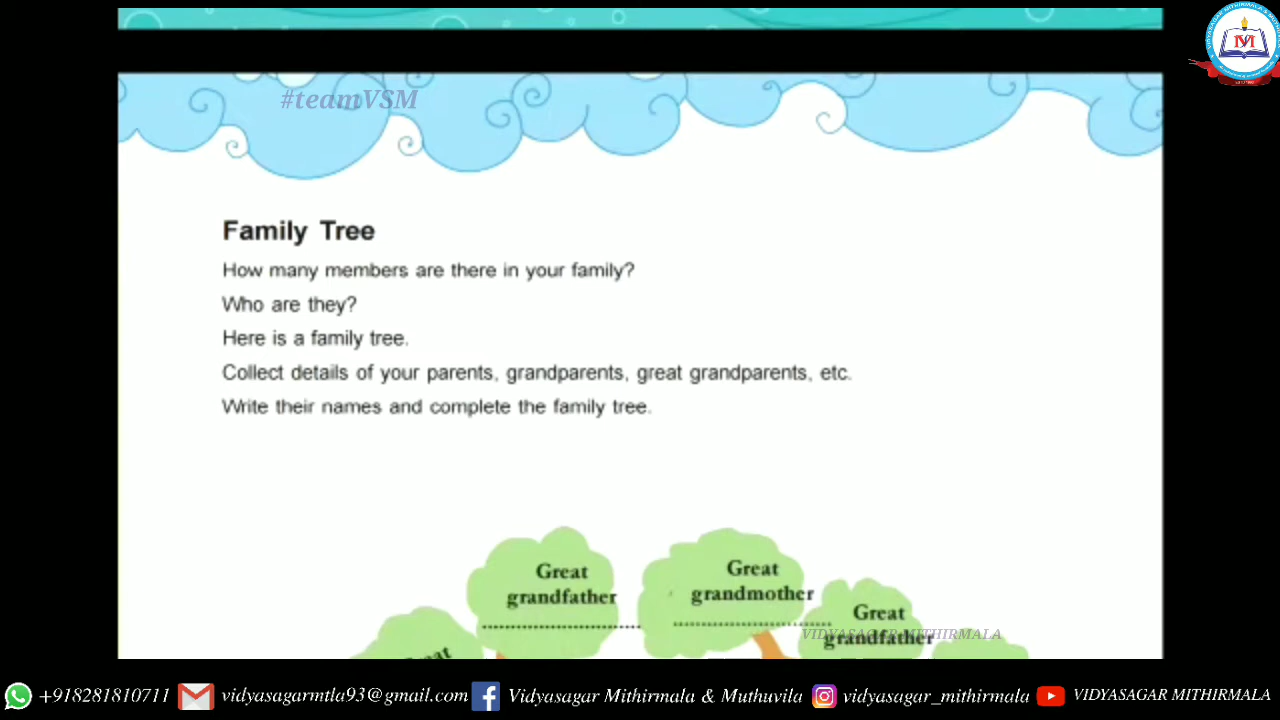 #teamVSM
Family Tree
How many members are there in your family?
Who are they?
Here is a family tree.
Collect details of your parents, grandparents, great grandparents, etc.
Write their names and complete the family tree.
Great
grandfather
Great
grandmother
Great
grandfather
VIDYASAGAR MITHIRMALA
+918281810711
vidyasagarmtla93@gmail.com
Vidyasagar Mithirmala & Muthuvila
vidyasagar_mithirmala
VIDYASAGAR MITHIRMALA